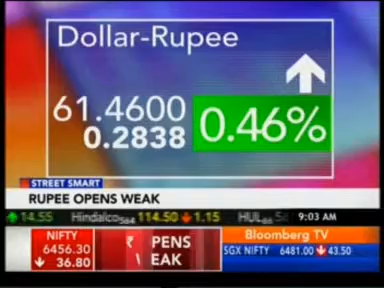 Dollar-Rupee
61.4600
0.2838
0.46%
STREET SMART
RUPEE OPENS WEAK
14.55 Hindalco 114.50 1.15 HUL 9:03 AM
NIFTY
6456.30
36.80
₹ PENS
EAK
Bloomberg TV
SGX NIFTY 6481.00 43.50